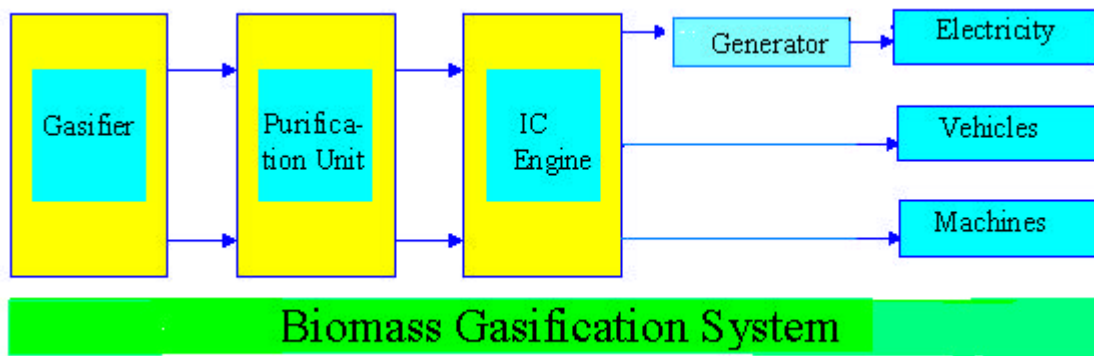 Gasifier
Purifica-
tion Unit
IC
Engine
Generator
Electricity
Vehicles
Machines
Biomass Gasification System